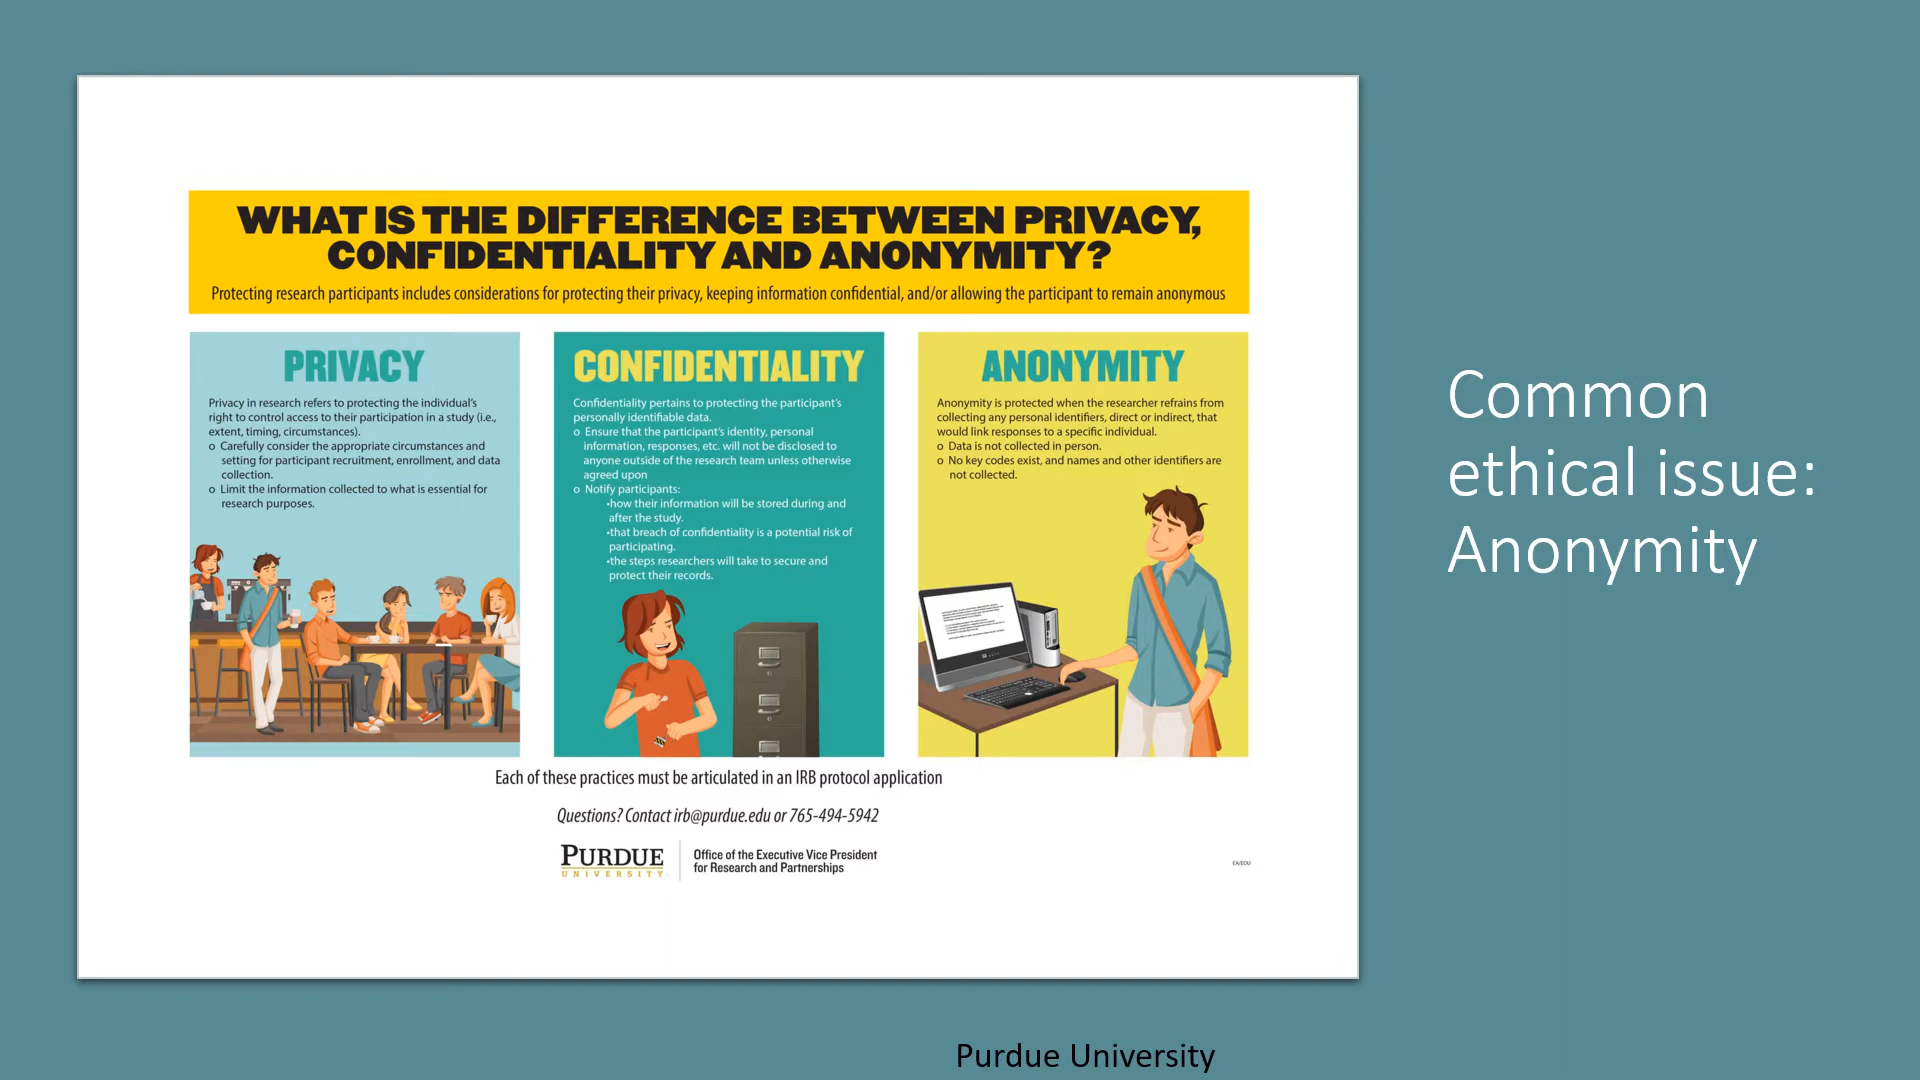 WHAT IS THE DIFFERENCE BETWEEN PRIVACY,
CONFIDENTIALITY AND ANONYMITY?
Protecting research participants includes considerations for protecting their privacy, keeping information confidential, and/or allowing the participant to remain anonymous
PRIVACY
Privacy in research refers to protecting the individual's
right to control access to their participation in a study (i.e.,
extent, timing, circumstances).
o Carefully consider the appropriate circumstances and
setting for participant recruitment, enrollment, and data
collection.
o Limit the information collected to what is essential for
research purposes.
CONFIDENTIALITY
Confidentiality pertains to protecting the participant's
personally identifiable data.
o Ensure that the participant's identity, personal
information, responses, etc. will not be disclosed to
anyone outside of the research team unless otherwise
agreed upon
o Notify participants:
•how their information will be stored during and
after the study.
•that breach of confidentiality is a potential risk of
participating.
•the steps researchers will take to secure and
protect their records.
ANONYMITY
Anonymity is protected when the researcher refrains from
collecting any personal identifiers, direct or indirect, that
would link responses to a specific individual.
o Data is not collected in person.
o No key codes exist, and names and other identifiers are
not collected.
Each of these practices must be articulated in an IRB protocol application
Questions? Contact irb@purdue.edu or 765-494-5942
PURDUE
UNIVERSITY
Office of the Executive Vice President
for Research and Partnerships
EA/EOU
Common
ethical issue:
Anonymity
Purdue University